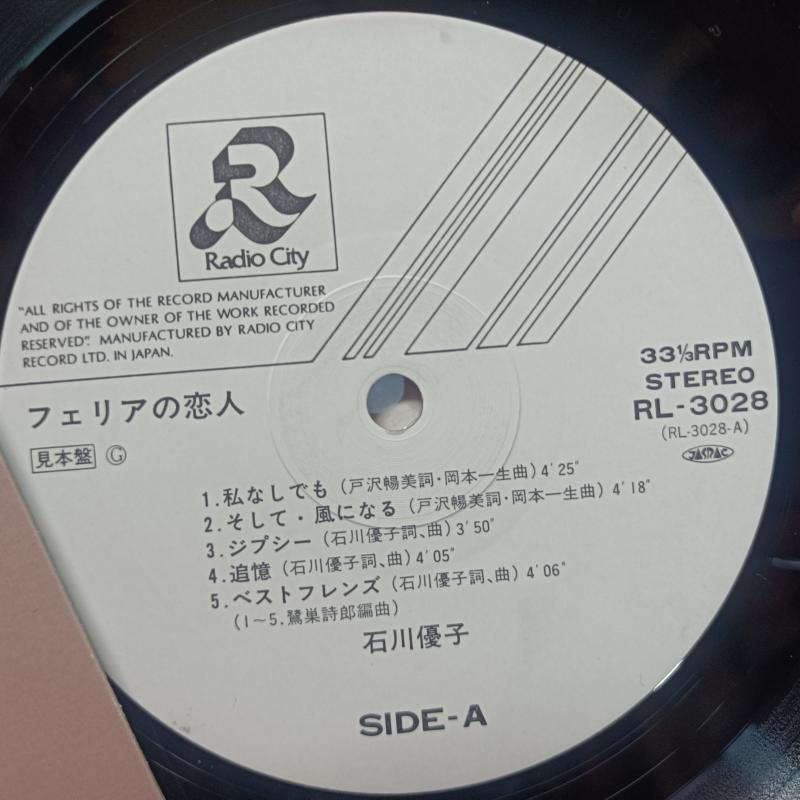 R
Radio City
"ALL RIGHTS OF THE RECORD MANUFACTURER
AND OF THE OWNER OF THE WORK RECORDED
RESERVED". MANUFACTURED BY RADIO CITY
RECORD LTD. IN JAPAN.
33⅓RPM
STEREO
RL-3028
(RL-3028-A)
JASRAC
フェリアの恋人
見本盤 Ⓖ
1.私なしでも (戸沢暢美詞・岡本一生曲) 4'25"
2.そして・風になる (戸沢暢美詞・岡本一生曲) 4'18"
3.ジプシー (石川優子詞、曲) 3'50"
4.追憶 (石川優子詞、曲) 4'05"
5.ベストフレンズ (石川優子詞、曲) 4'06"
(1〜5.鷺巣詩郎編曲)
石川優子
SIDE-A